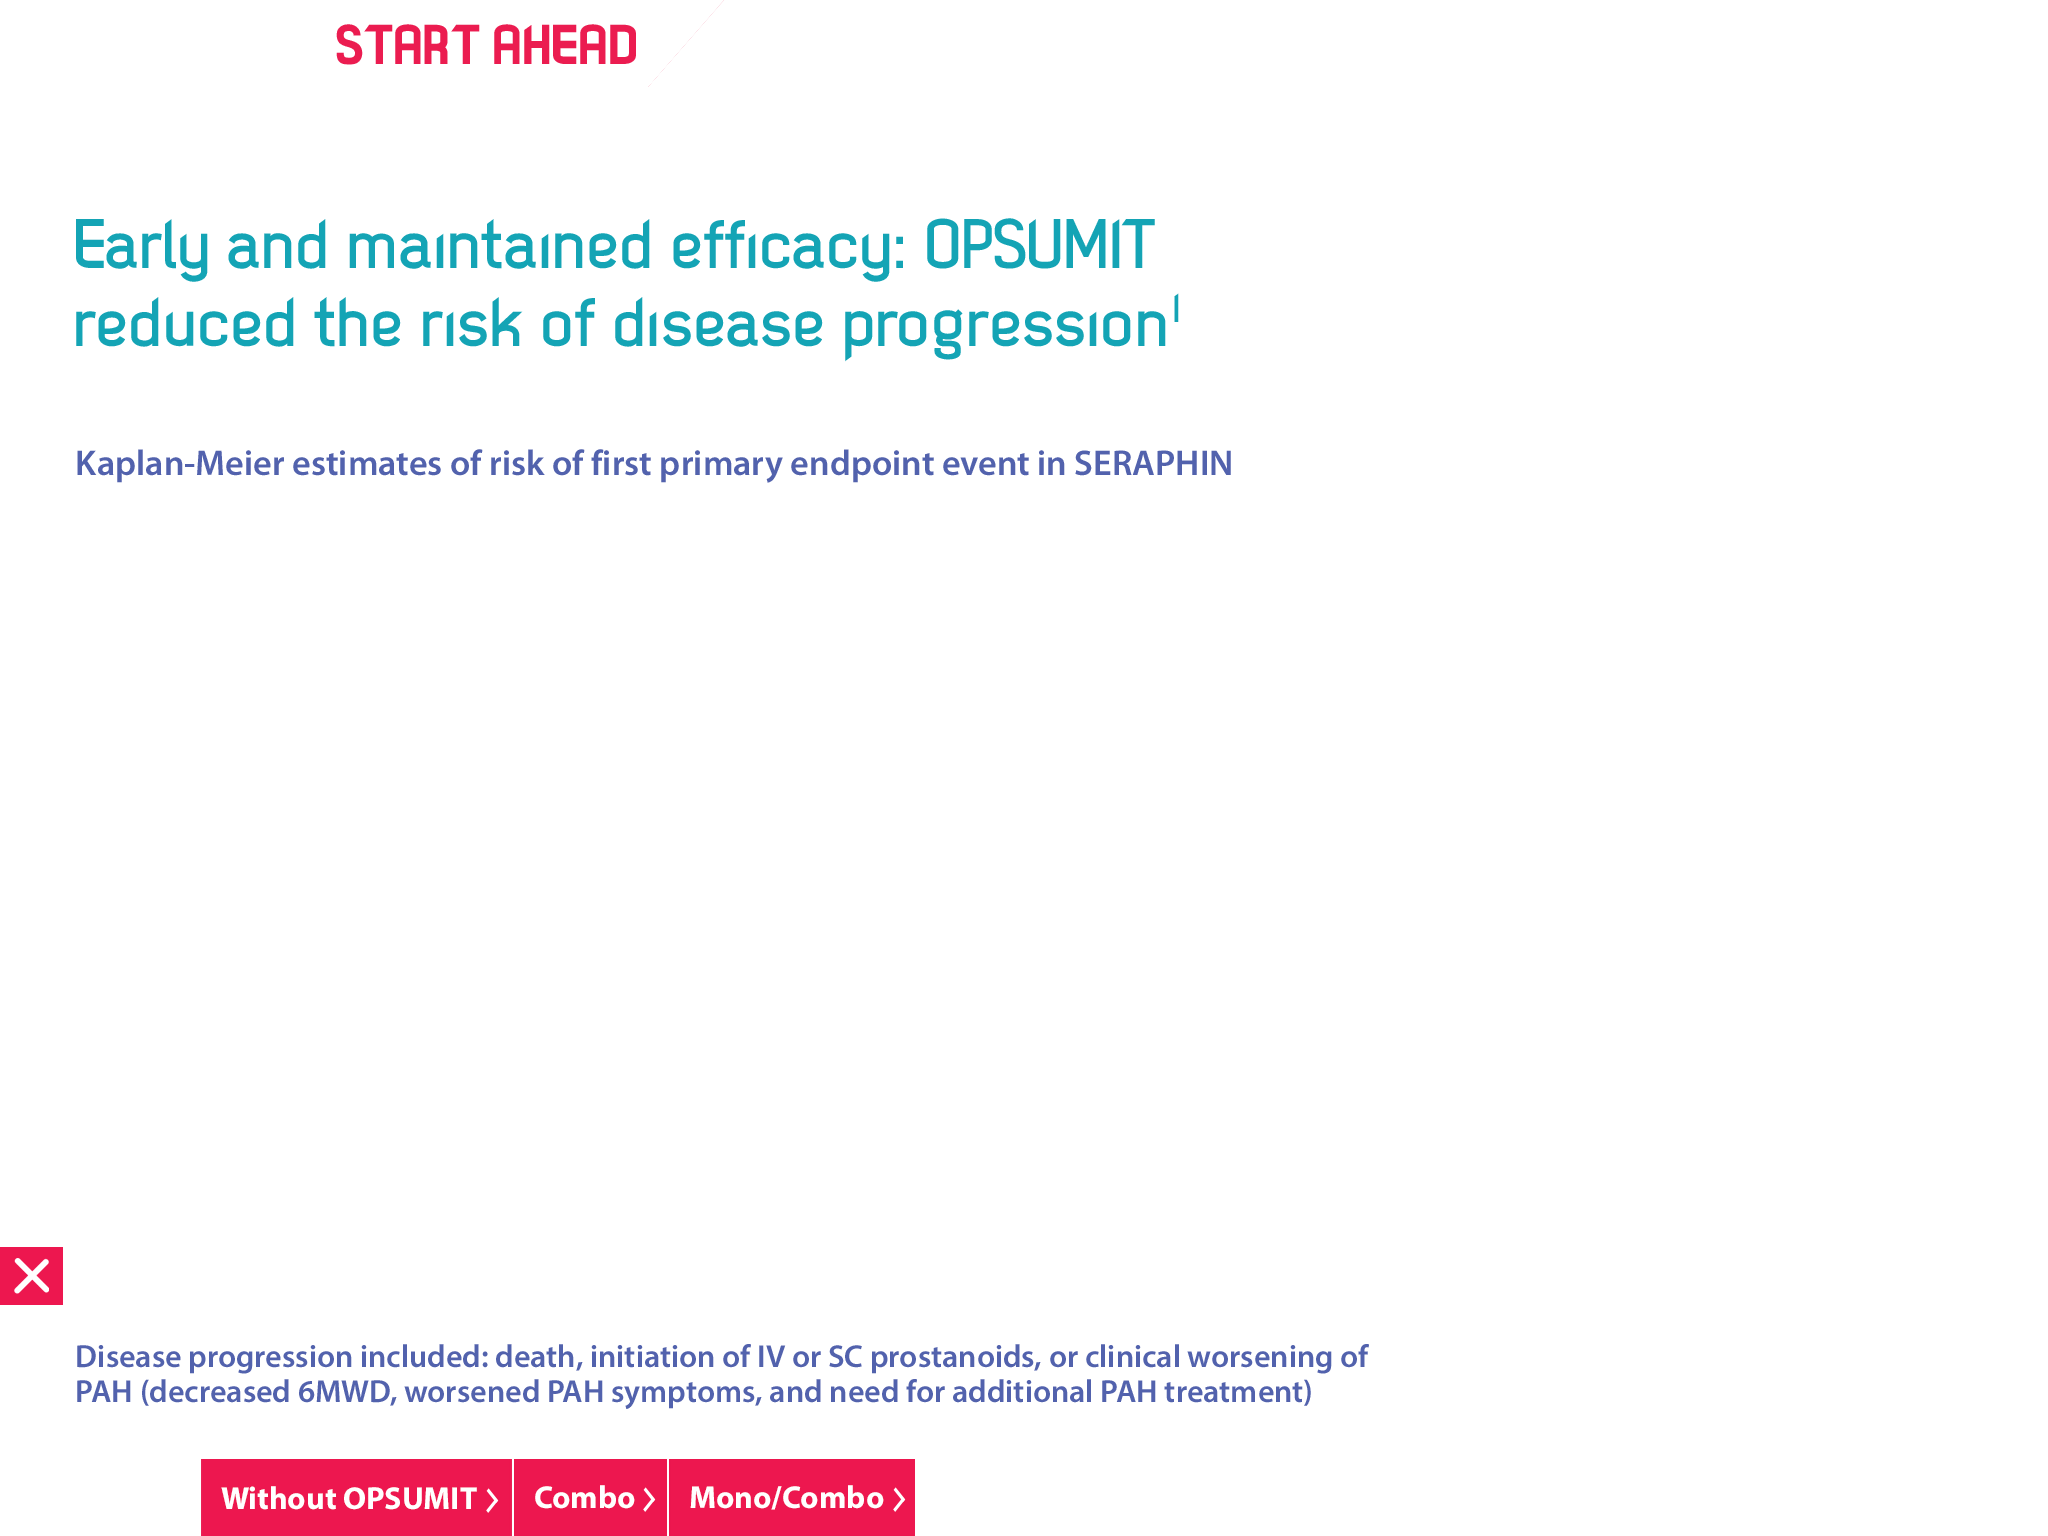 START AHEAD
Early and maintained efficacy: OPSUMIT
reduced the risk of disease progression¹
Kaplan-Meier estimates of risk of first primary endpoint event in SERAPHIN
Disease progression included: death, initiation of IV or SC prostanoids, or clinical worsening of
PAH (decreased 6MWD, worsened PAH symptoms, and need for additional PAH treatment)
Without OPSUMIT > Combo > Mono/Combo >